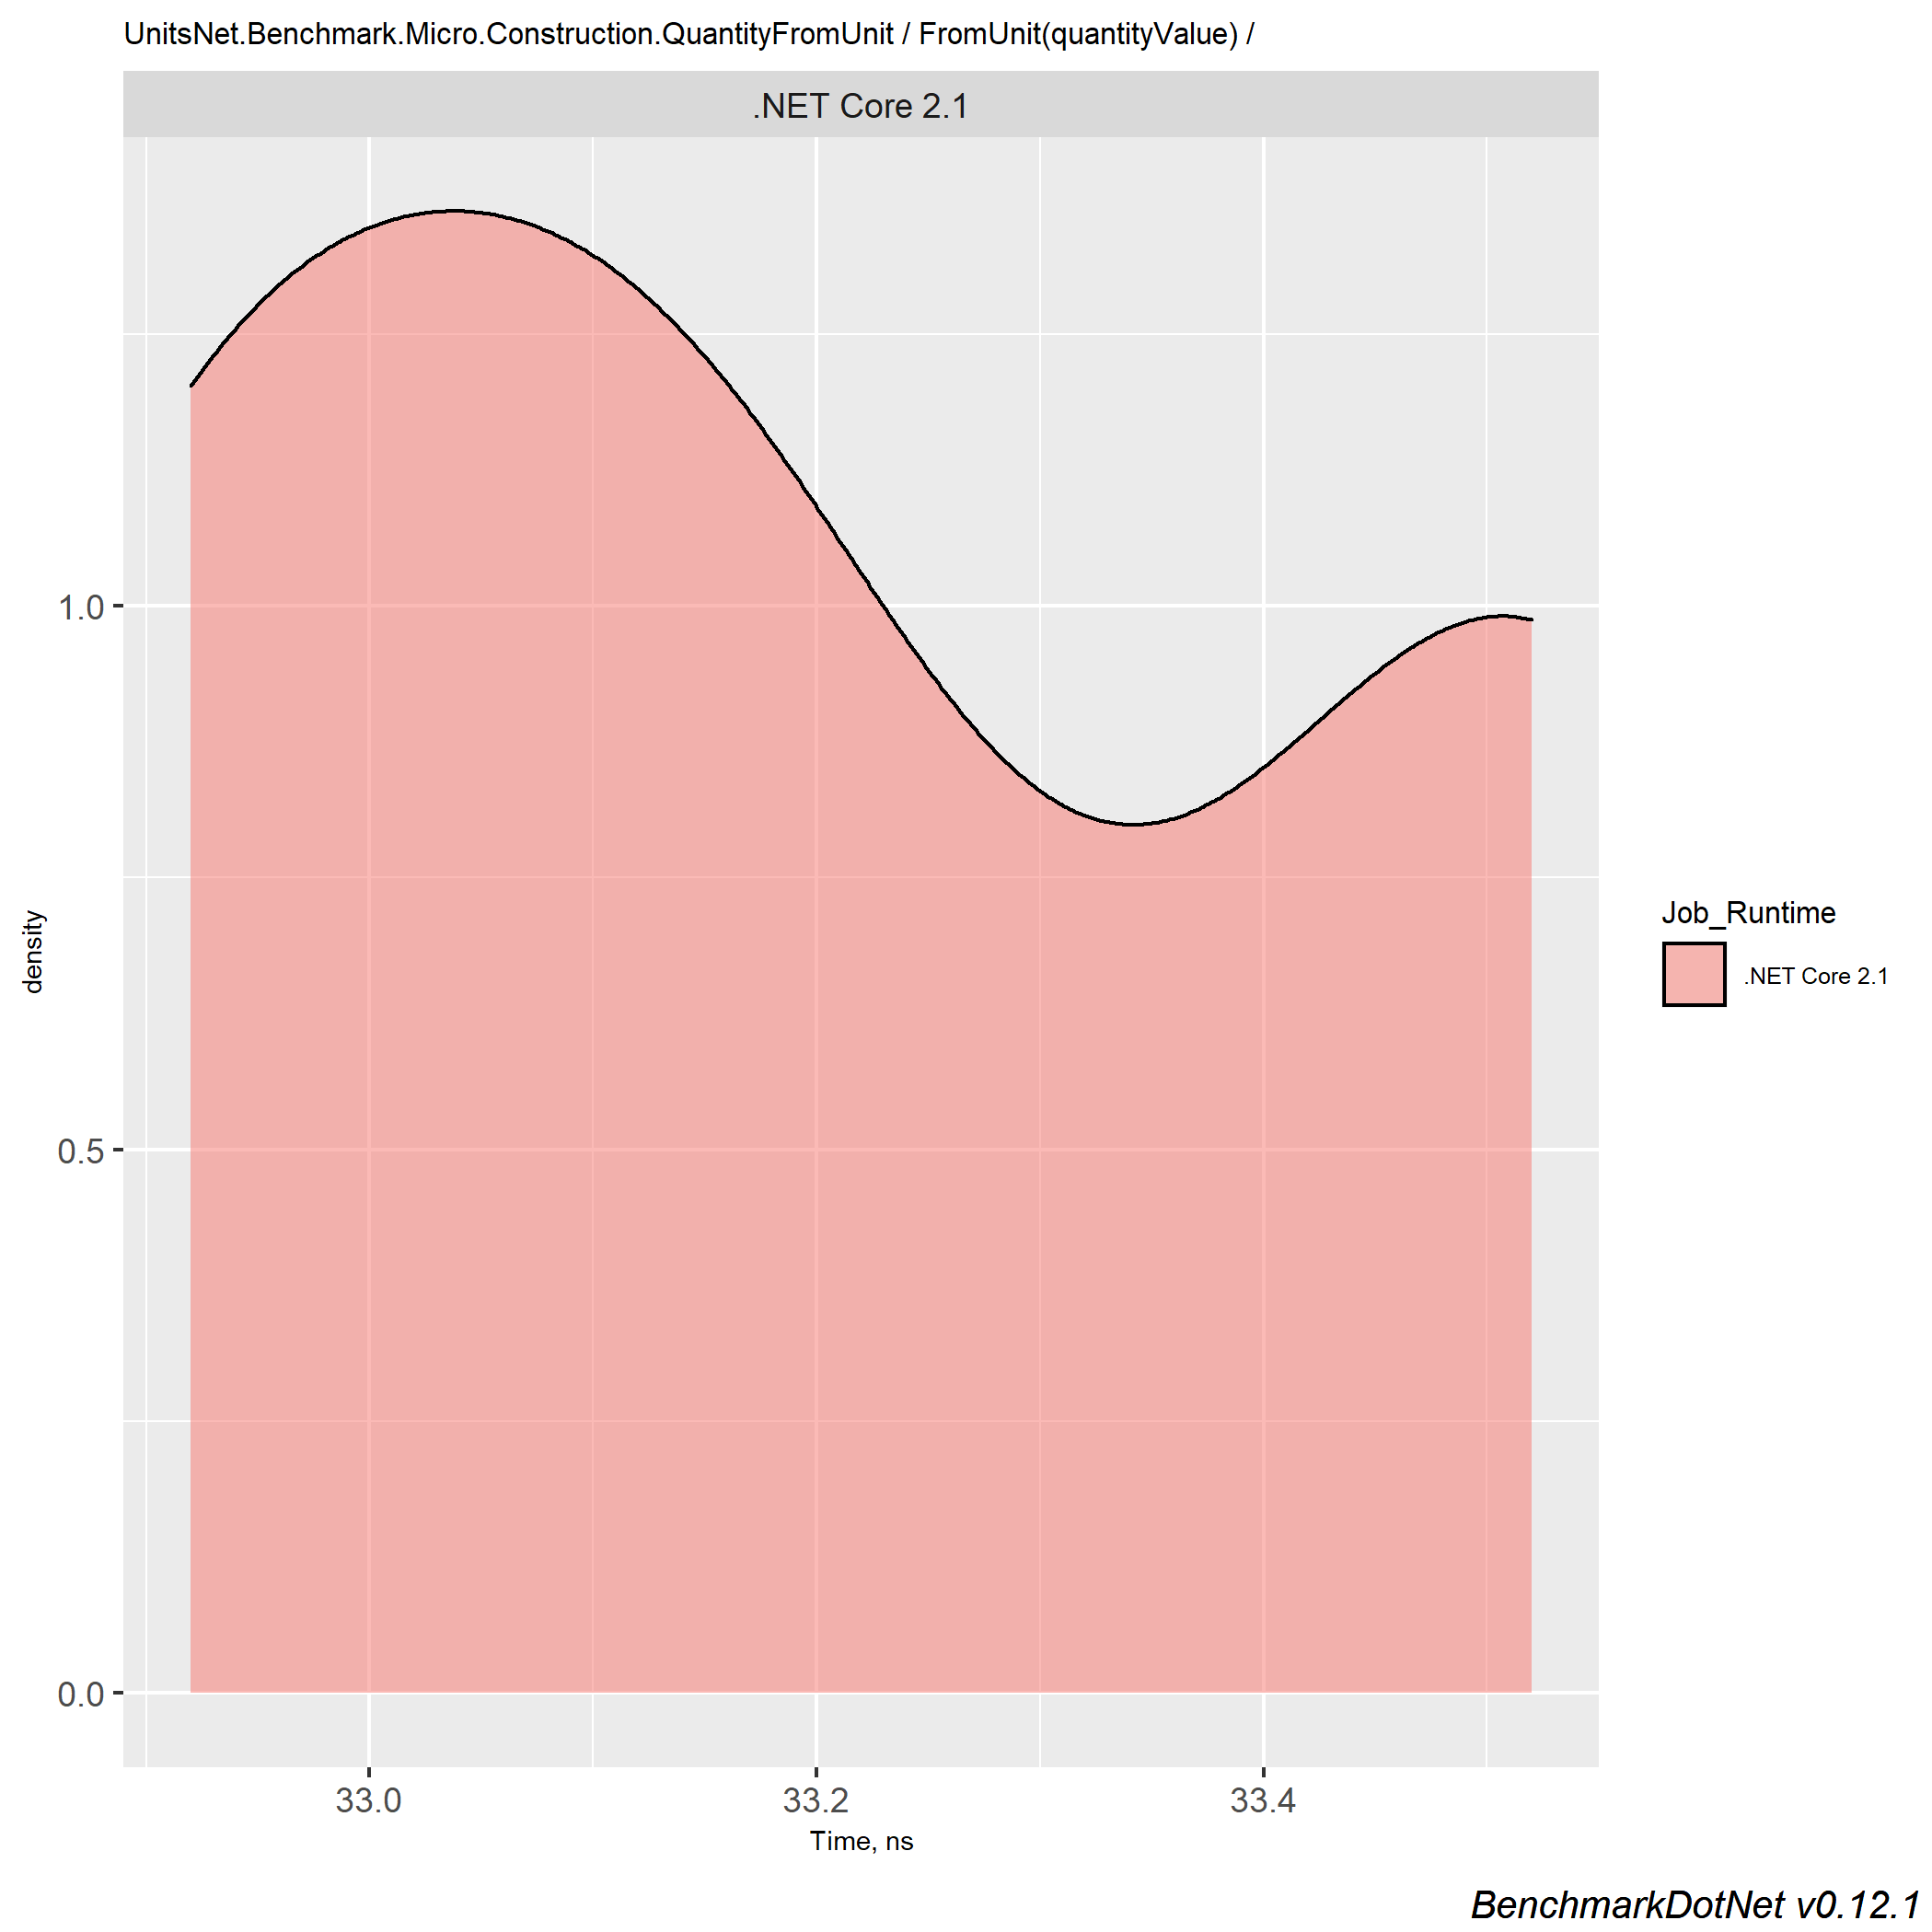 UnitsNet.Benchmark.Micro.Construction.QuantityFromUnit / FromUnit(quantityValue) /
.NET Core 2.1
1.0
0.5
0.0
density
33.0 33.2 33.4
Time, ns
Job_Runtime
.NET Core 2.1
BenchmarkDotNet v0.12.1